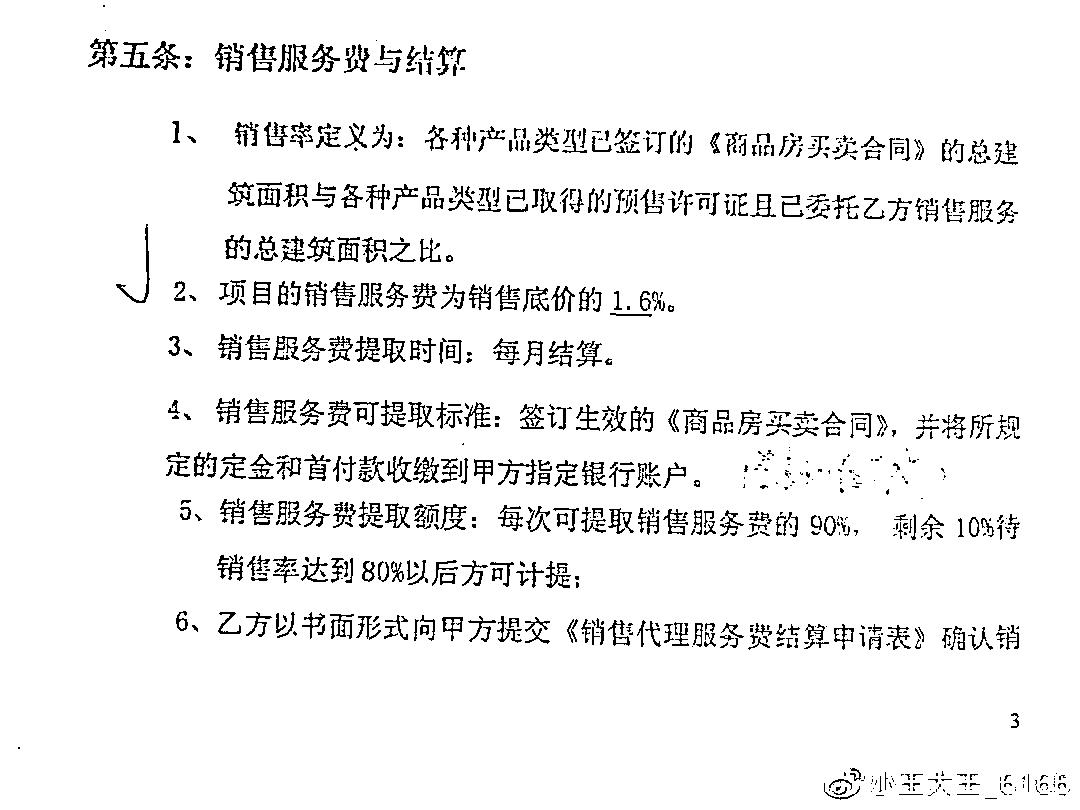 第五条：销售服务费与结算
1、 销售率定义为：各种产品类型已签订的《商品房买卖合同》的总建
筑面积与各种产品类型已取得的预售许可证且已委托乙方销售服务
的总建筑面积之比。
2、项目的销售服务费为销售底价的 1.6%。
3、销售服务费提取时间：每月结算。
4、销售服务费可提取标准：签订生效的《商品房买卖合同》，并将所规
定的定金和首付款收缴到甲方指定银行账户。
5、销售服务费提取额度：每次可提取销售服务费的 90%， 剩余 10%待
销售率达到 80%以后方可计提；
6、乙方以书面形式向甲方提交《销售代理服务费结算申请表》确认销
3
小王大王_6166